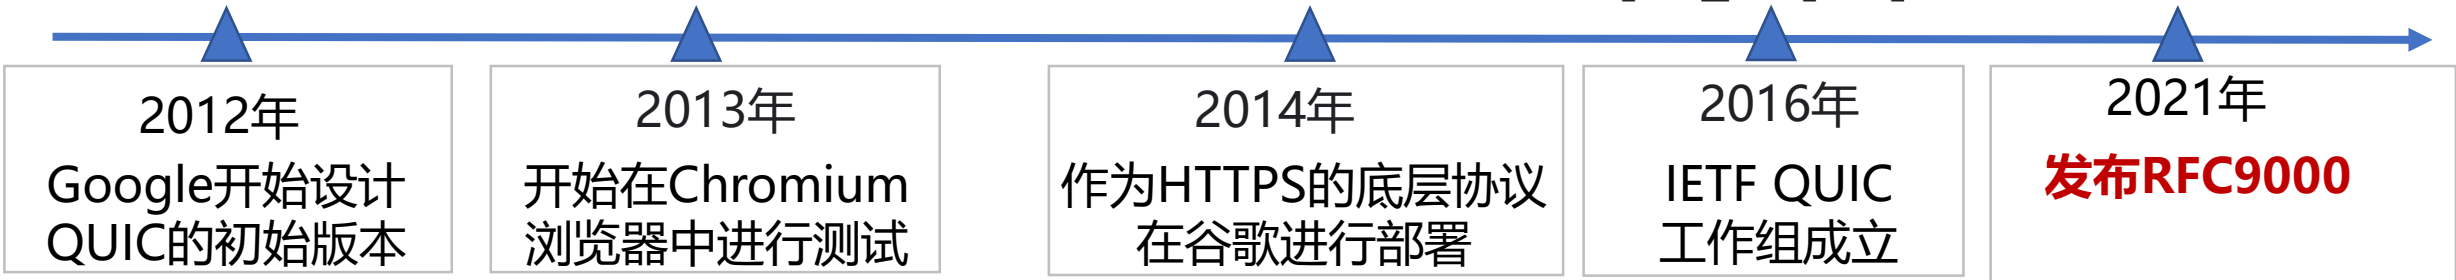 2012年
Google开始设计
QUIC的初始版本
2013年
开始在Chromium
浏览器中进行测试
2014年
作为HTTPS的底层协议
在谷歌进行部署
2016年
IETF QUIC
工作组成立
2021年
发布RFC9000